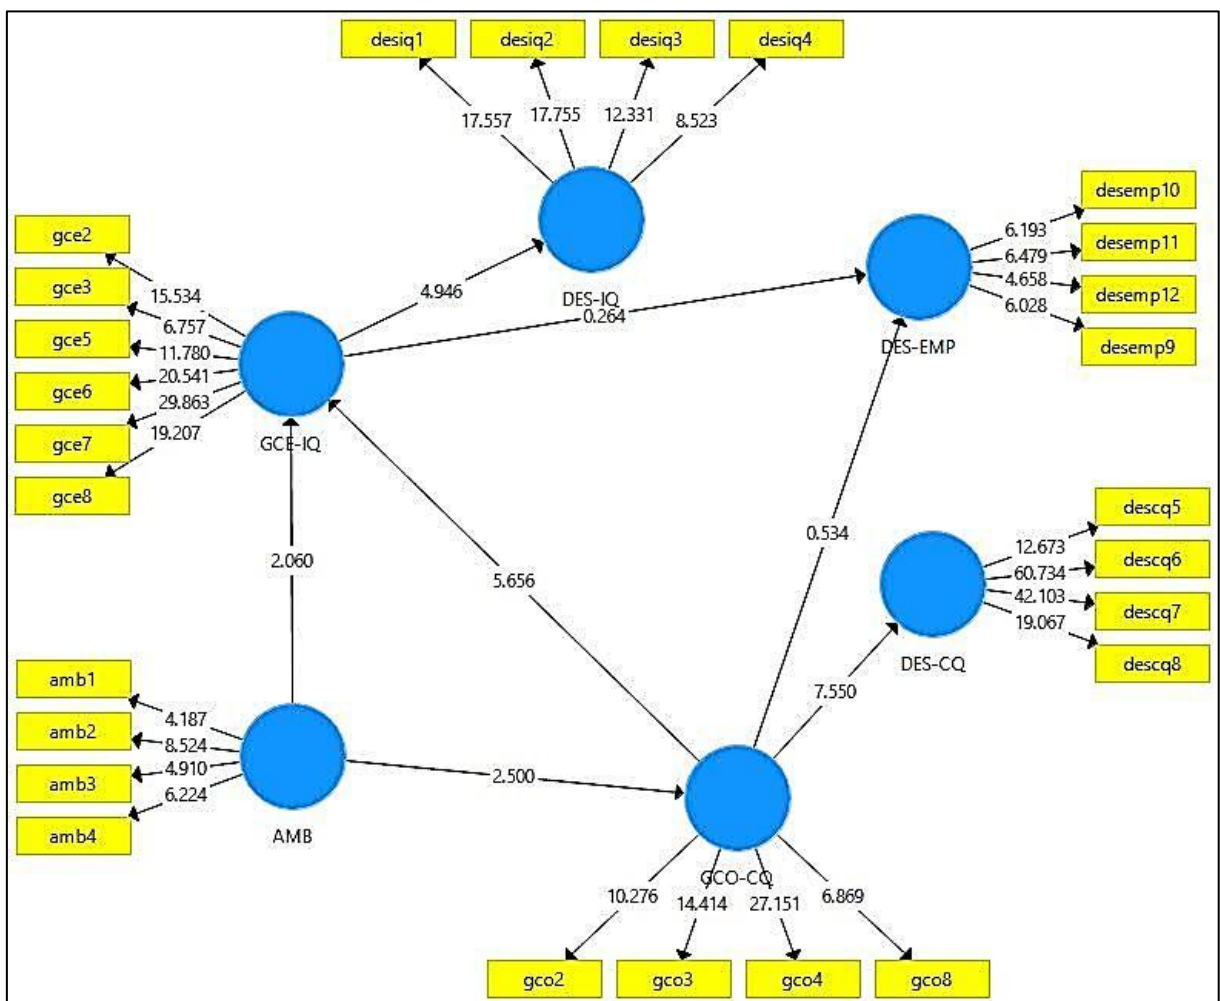 desiq1
desiq2
desiq3
desiq4
17.557
17.755
12.331
8.523
DES-IQ
desemp10
desemp11
desemp12
desemp9
6.193
6.479
4.658
6.028
DES-EMP
gce2
gce3
gce5
gce6
gce7
gce8
15.534
6.757
11.780
20.541
29.863
19.207
GCE-IQ
4.946
0.264
2.060
5.656
0.534
7.550
2.500
descq5
descq6
descq7
descq8
12.673
60.734
42.103
19.067
DES-CQ
amb1
amb2
amb3
amb4
4.187
8.524
4.910
6.224
AMB
GCO-CQ
10.276
14.414
27.151
6.869
gco2
gco3
gco4
gco8